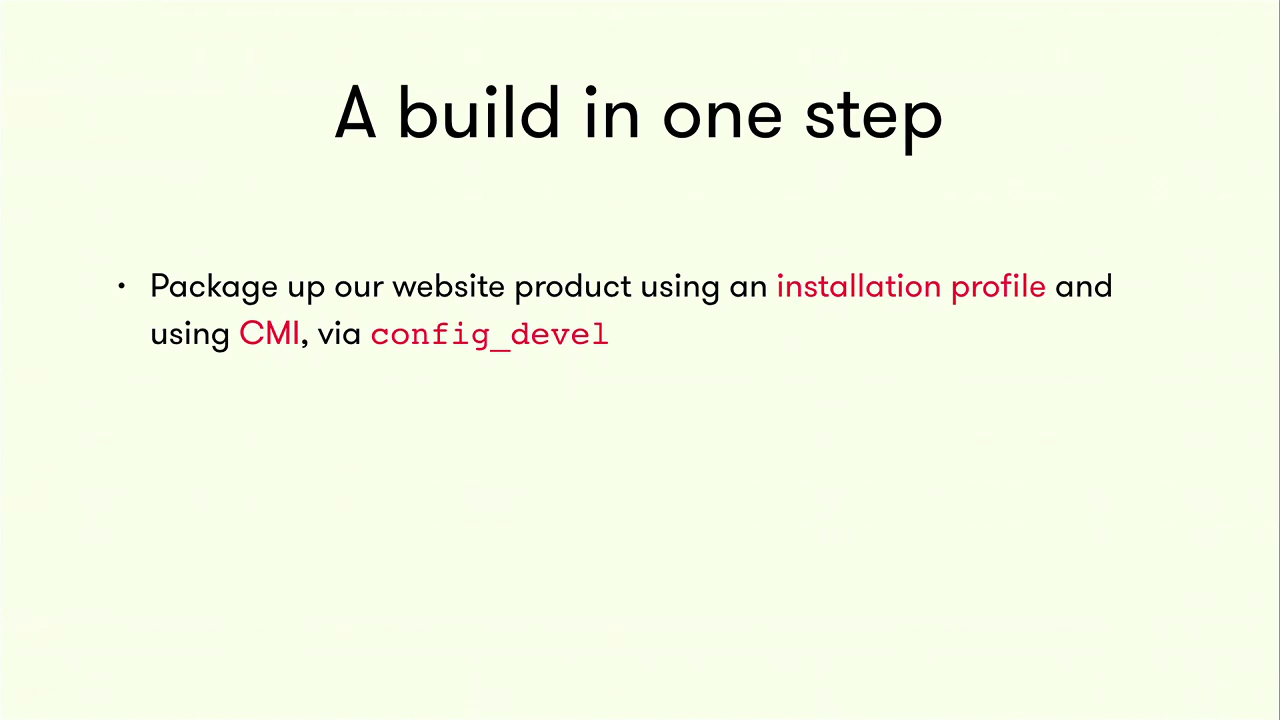 A build in one step
• Package up our website product using an installation profile and
using CMI, via config_devel